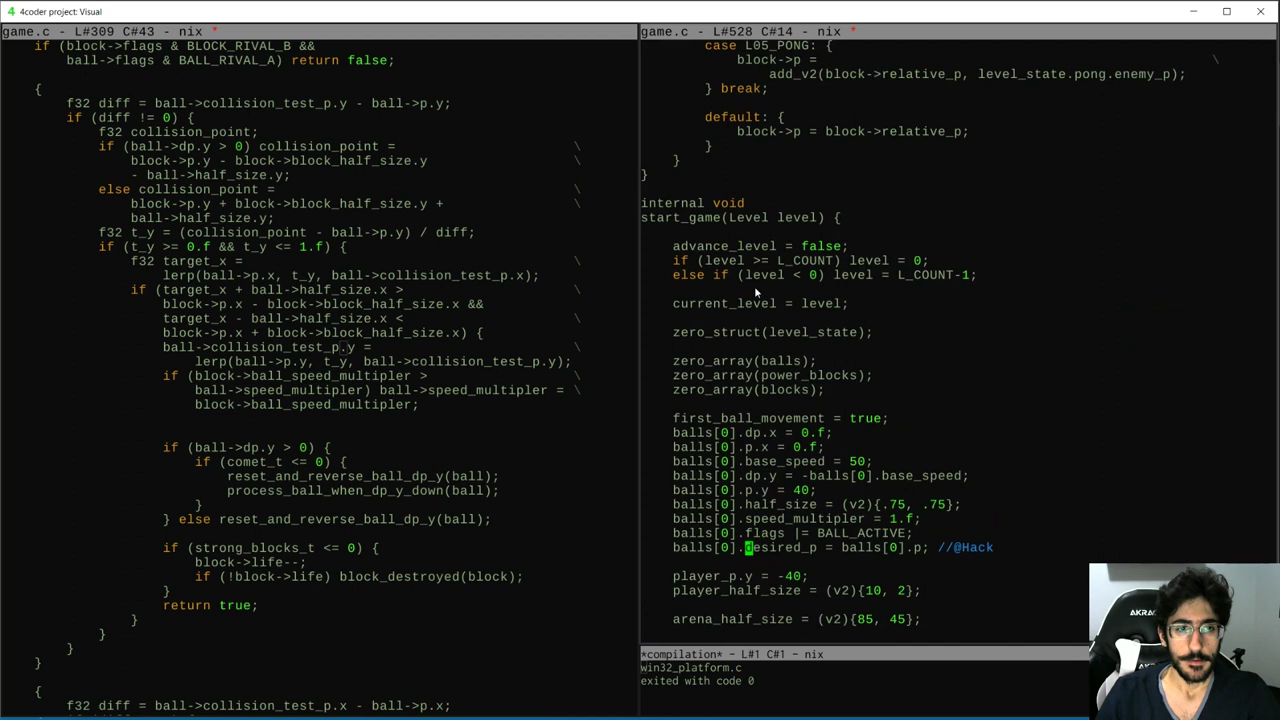 4 4coder project: Visual
game.c - L#309 C#43 - nix *
if (block->flags & BLOCK_RIVAL_B &&
ball->flags & BALL_RIVAL_A) return false;
{
f32 diff = ball->collision_test_p.y - ball->p.y;
if (diff != 0) {
f32 collision_point;
if (ball->dp.y > 0) collision_point = \
block->p.y - block->block_half_size.y \
- ball->half_size.y;
else collision_point = \
block->p.y + block->block_half_size.y + \
ball->half_size.y;
f32 t_y = (collision_point - ball->p.y) / diff;
if (t_y >= 0.f && t_y <= 1.f) {
f32 target_x = \
lerp(ball->p.x, t_y, ball->collision_test_p.x);
if (target_x + ball->half_size.x > \
block->p.x - block->block_half_size.x && \
target_x - ball->half_size.x < \
block->p.x + block->block_half_size.x) {
ball->collision_test_p.y = \
lerp(ball->p.y, t_y, ball->collision_test_p.y);
if (block->ball_speed_multipler > \
ball->speed_multipler) ball->speed_multipler = \
block->ball_speed_multipler;
if (ball->dp.y > 0) {
if (comet_t <= 0) {
reset_and_reverse_ball_dp_y(ball);
process_ball_when_dp_y_down(ball);
}
} else reset_and_reverse_ball_dp_y(ball);
if (strong_blocks_t <= 0) {
block->life--;
if (!block->life) block_destroyed(block);
}
return true;
}
}
}
}
{
f32 diff = ball->collision_test_p.x - ball->p.x;
game.c - L#528 C#14 - nix *
case L05_PONG: {
block->p = \
add_v2(block->relative_p, level_state.pong.enemy_p);
} break;
default: {
block->p = block->relative_p;
}
}
}
internal void
start_game(Level level) {
advance_level = false;
if (level >= L_COUNT) level = 0;
else if (level < 0) level = L_COUNT-1;
current_level = level;
zero_struct(level_state);
zero_array(balls);
zero_array(power_blocks);
zero_array(blocks);
first_ball_movement = true;
balls[0].dp.x = 0.f;
balls[0].p.x = 0.f;
balls[0].base_speed = 50;
balls[0].dp.y = -balls[0].base_speed;
balls[0].p.y = 40;
balls[0].half_size = (v2){.75, .75};
balls[0].speed_multipler = 1.f;
balls[0].flags |= BALL_ACTIVE;
balls[0].desired_p = balls[0].p; //@Hack
player_p.y = -40;
player_half_size = (v2){10, 2};
arena_half_size = (v2){85, 45};
*compilation* - L#1 C#1 - nix
win32_platform.c
exited with code 0